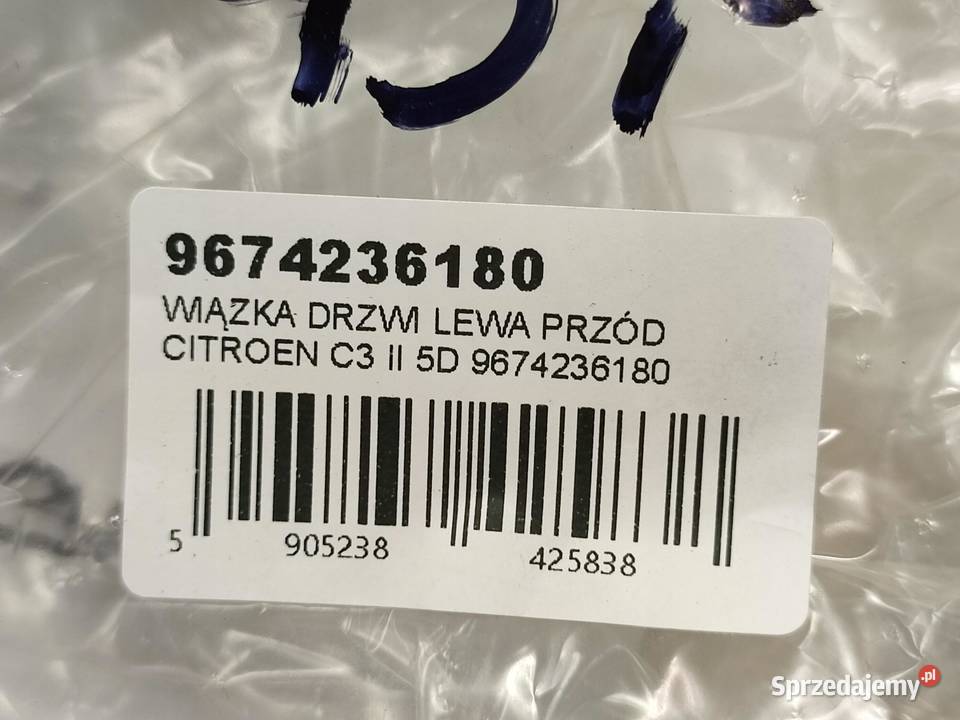 9674236180
WIĄZKA DRZWI LEWA PRZÓD
CITROEN C3 II 5D 9674236180
5 905238 425838
Sprzedajemy.pl